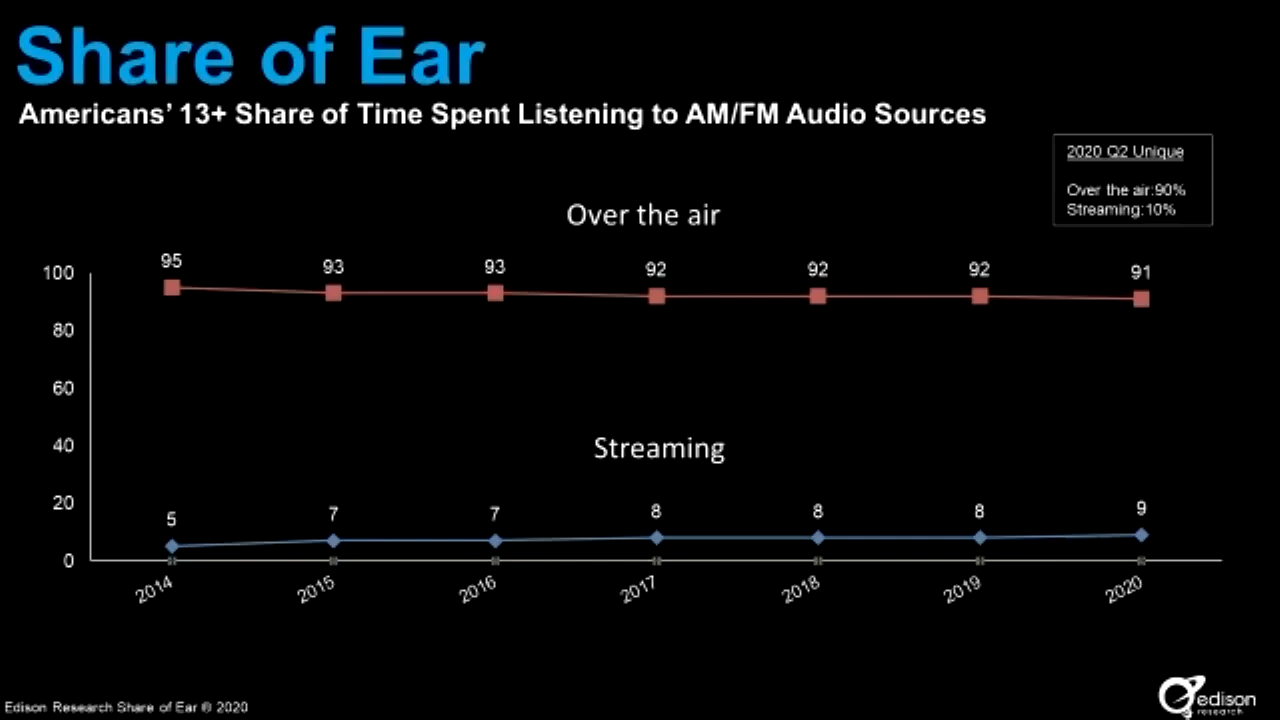 Share of Ear
Americans' 13+ Share of Time Spent Listening to AM/FM Audio Sources
2020 Q2 Unique
Over the air:90%
Streaming:10%
Over the air
95 93 93 92 92 92 91
100
80
60
40
20
0
Streaming
5 7 7 8 8 8 9
2014 2015 2016 2017 2018 2019 2020
Edison Research Share of Ear © 2020
edison
research